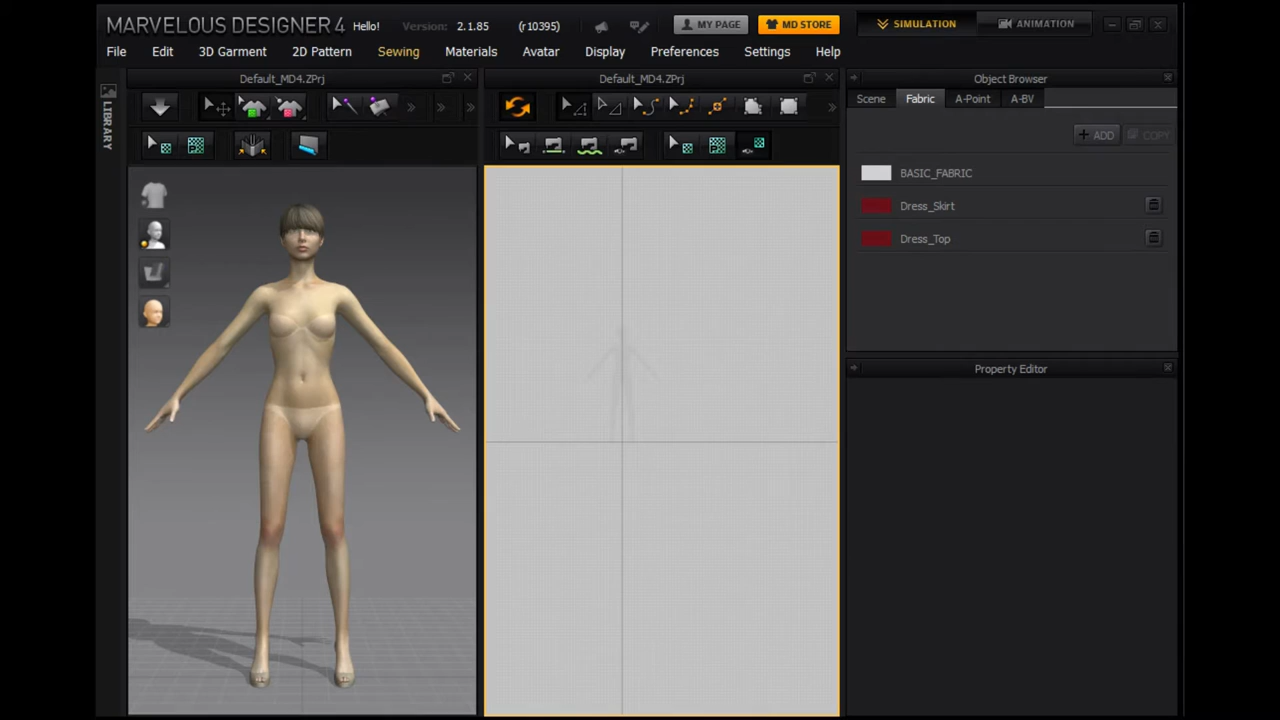 MARVELOUS DESIGNER 4 Hello! Version: 2.1.85 (r10395) MY PAGE MD STORE SIMULATION ANIMATION
File Edit 3D Garment 2D Pattern Sewing Materials Avatar Display Preferences Settings Help
LIBRARY
Default_MD4.ZPrj
Default_MD4.ZPrj
Object Browser
Scene Fabric A-Point A-BV
+ ADD COPY
BASIC_FABRIC
Dress_Skirt
Dress_Top
Property Editor